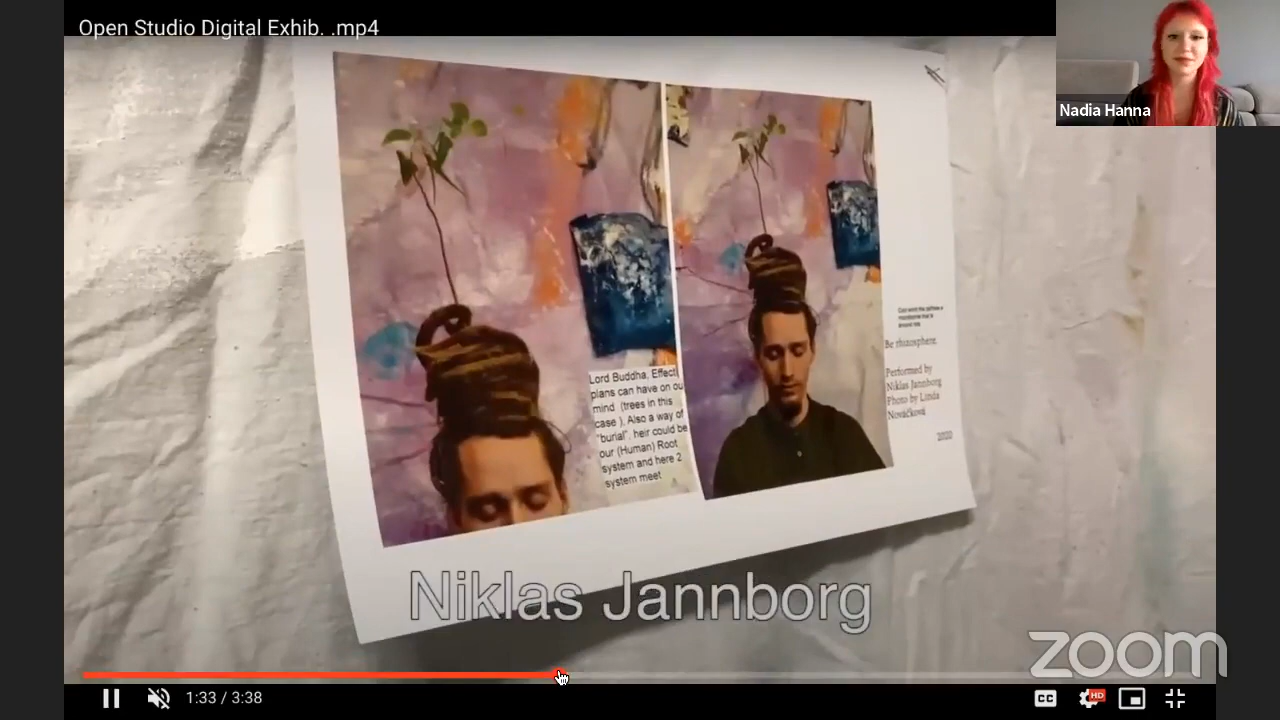 Open Studio Digital Exhib. .mp4
Nadia Hanna
Lord Buddha, Effect
plans can have on ou
mind (trees in this
case ). Also a way of
"burial", heir could be
our (Human) Root
system and here 2
system meet
Be rhizosphere.
Performed by
Niklas Jannborg
Photo by Linda
Nováčková
2020
Niklas Jannborg
zoom
1:33 / 3:38
CC
HD